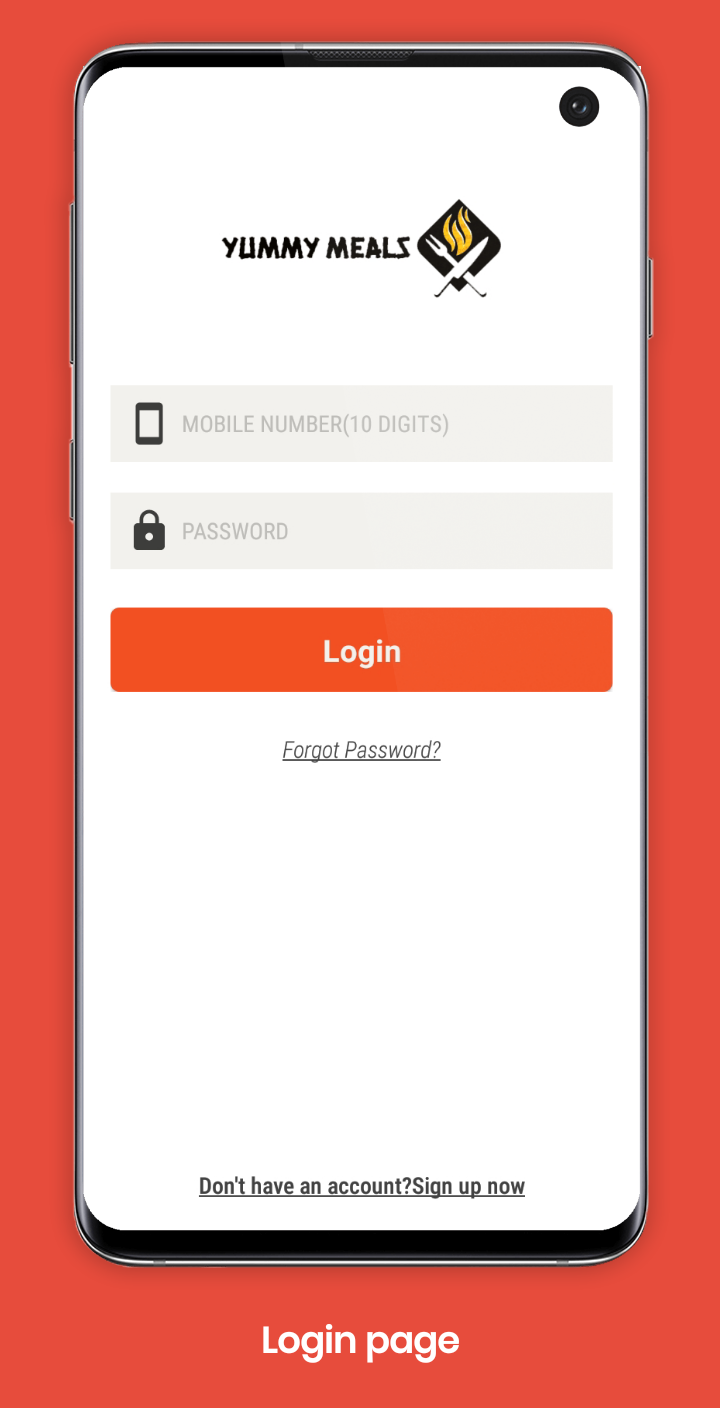 YUMMY MEALS
MOBILE NUMBER(10 DIGITS)
PASSWORD
Login
Forgot Password?
Don't have an account?Sign up now
Login page